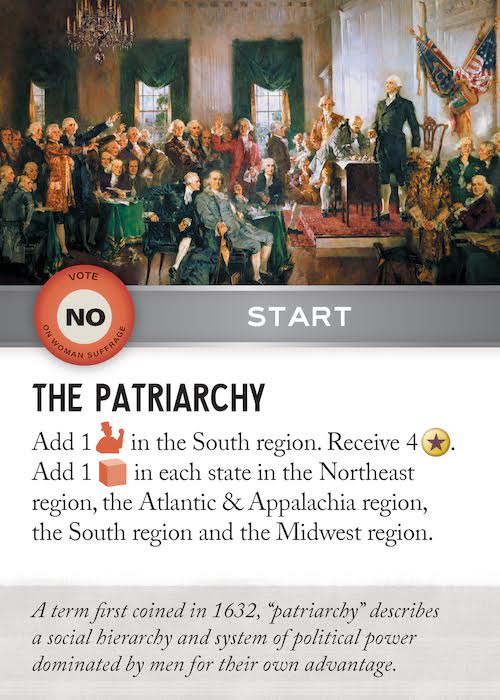 VOTE
NO
ON WOMAN SUFFRAGE
START
THE PATRIARCHY
Add 1 in the South region. Receive 4 .
Add 1 in each state in the Northeast
region, the Atlantic & Appalachia region,
the South region and the Midwest region.
A term first coined in 1632, “patriarchy” describes
a social hierarchy and system of political power
dominated by men for their own advantage.